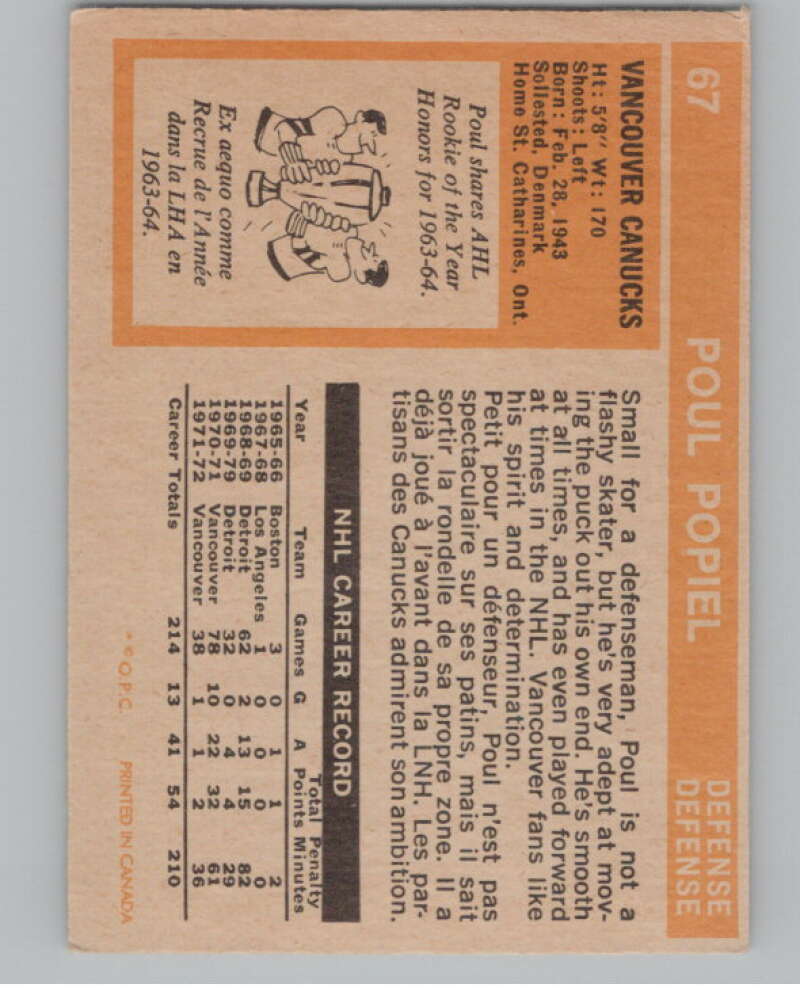 67 POUL POPIEL DEFENSE
DEFENSE
VANCOUVER CANUCKS
Ht: 5'8" Wt: 170
Shoots: Left
Born: Feb. 28, 1943
Sollested, Denmark
Home St. Catharines, Ont.
Poul shares AHL
Rookie of the Year
Honors for 1963-64.
Ex aequo comme
Recrue de l'Année
dans la LHA en
1963-64.
Small for a defenseman, Poul is not a
flashy skater, but he's very adept at mov-
ing the puck out his own end. He's smooth
at all times, and has even played forward
at times in the NHL. Vancouver fans like
his spirit and determination.
Petit pour un défenseur, Poul n'est pas
spectaculaire sur ses patins, mais il sait
sortir la rondelle de sa propre zone. Il a
déjà joué à l'avant dans la LNH. Les par-
tisans des Canucks admirent son ambition.
NHL CAREER RECORD
Total Penalty
Year Team Games G A Points Minutes
1965-66 Boston 3 0 1 1 2
1967-68 Los Angeles 1 0 0 0 0
1968-69 Detroit 62 2 13 15 82
1969-79 Detroit 32 0 4 4 29
1970-71 Vancouver 78 10 22 32 61
1971-72 Vancouver 38 1 1 2 36
Career Totals 214 13 41 54 210
* © O.P.C. PRINTED IN CANADA